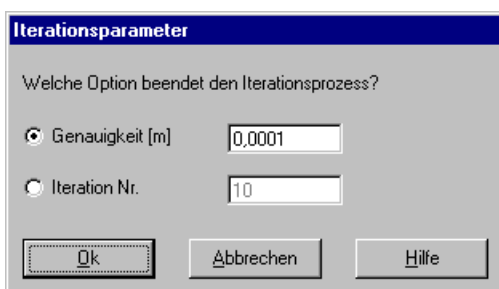 Iterationsparameter
Welche Option beendet den Iterationsprozess?
Genauigkeit [m] 0,0001
Iteration Nr. 10
Ok Abbrechen Hilfe